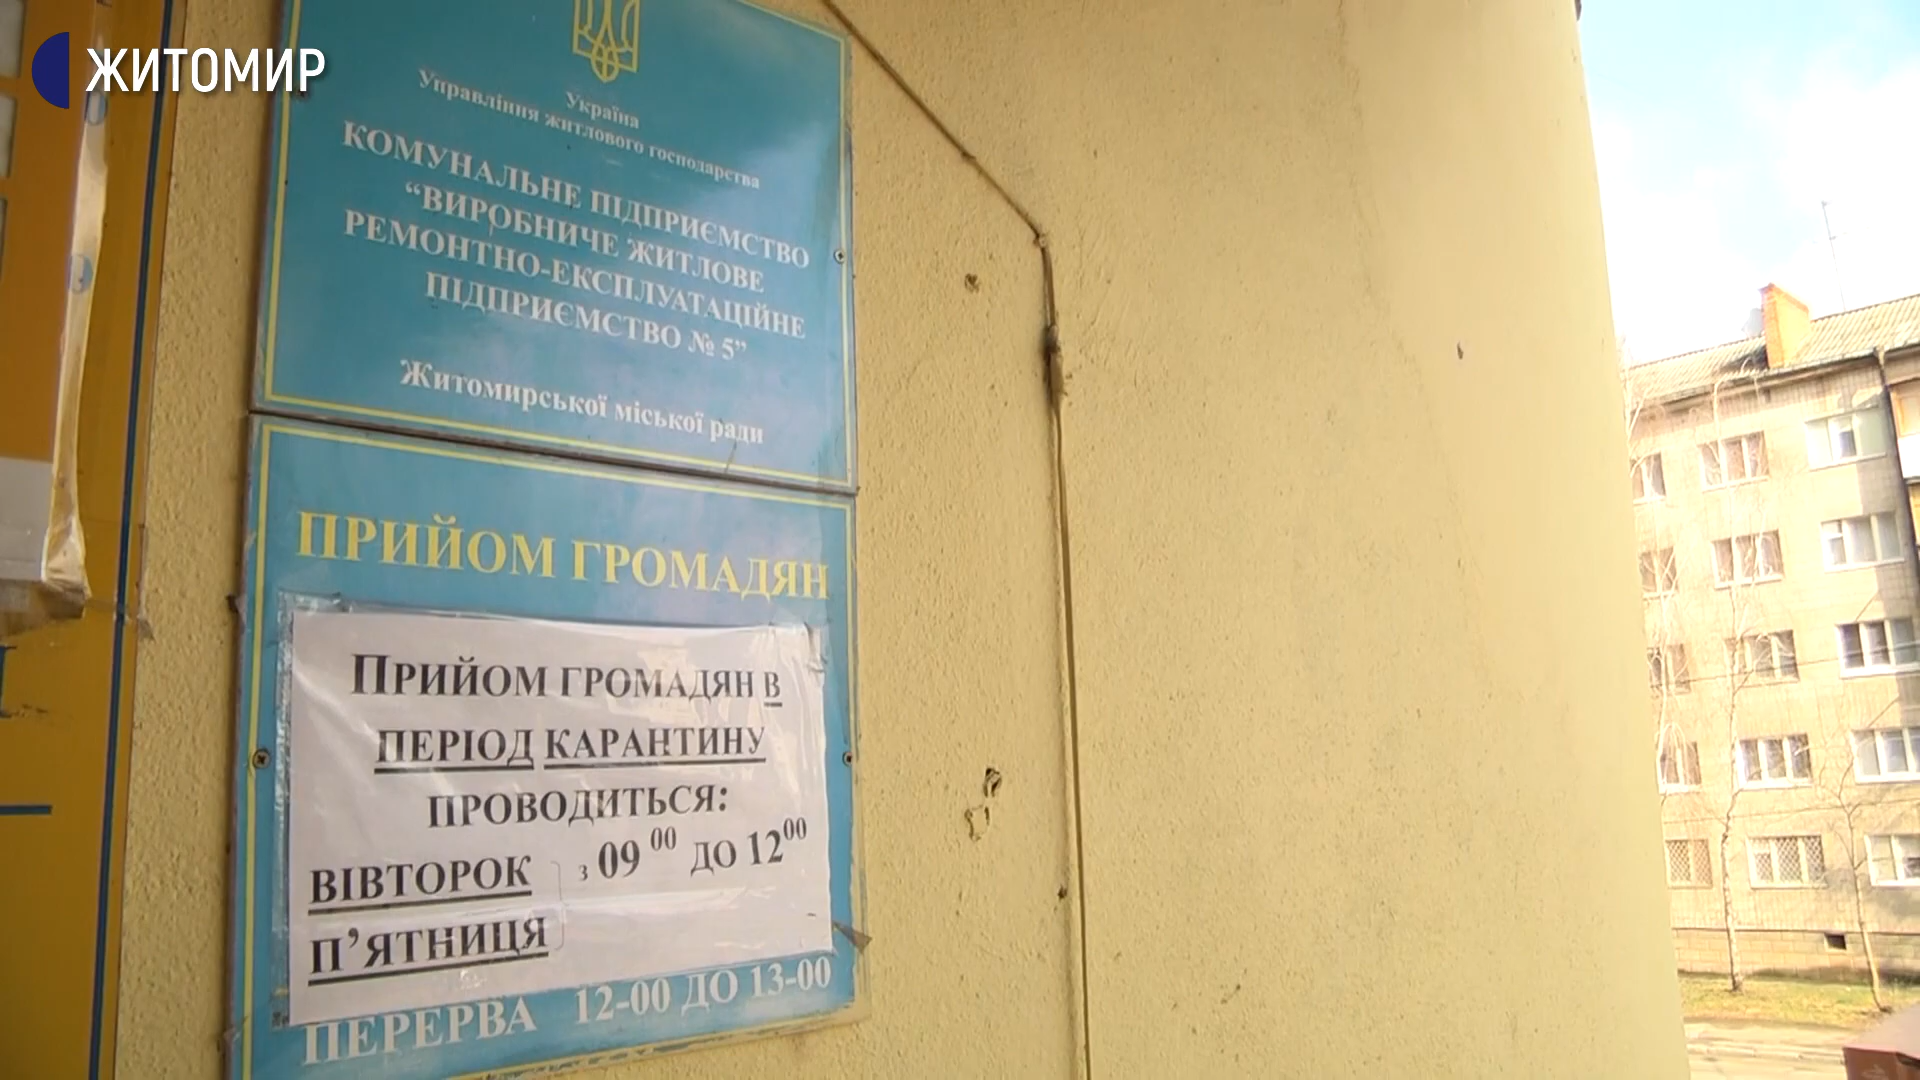 ЖИТОМИР
Україна
Управління житлового господарства
КОМУНАЛЬНЕ ПІДПРИЄМСТВО
“ВИРОБНИЧЕ ЖИТЛОВЕ
РЕМОНТНО-ЕКСПЛУАТАЦІЙНЕ
ПІДПРИЄМСТВО № 5”
Житомирської міської ради
ПРИЙОМ ГРОМАДЯН
ПРИЙОМ ГРОМАДЯН В
ПЕРІОД КАРАНТИНУ
ПРОВОДИТЬСЯ:
ВІВТОРОК З 09 00 ДО 12 00
П’ЯТНИЦЯ
ПЕРЕРВА 12-00 ДО 13-00